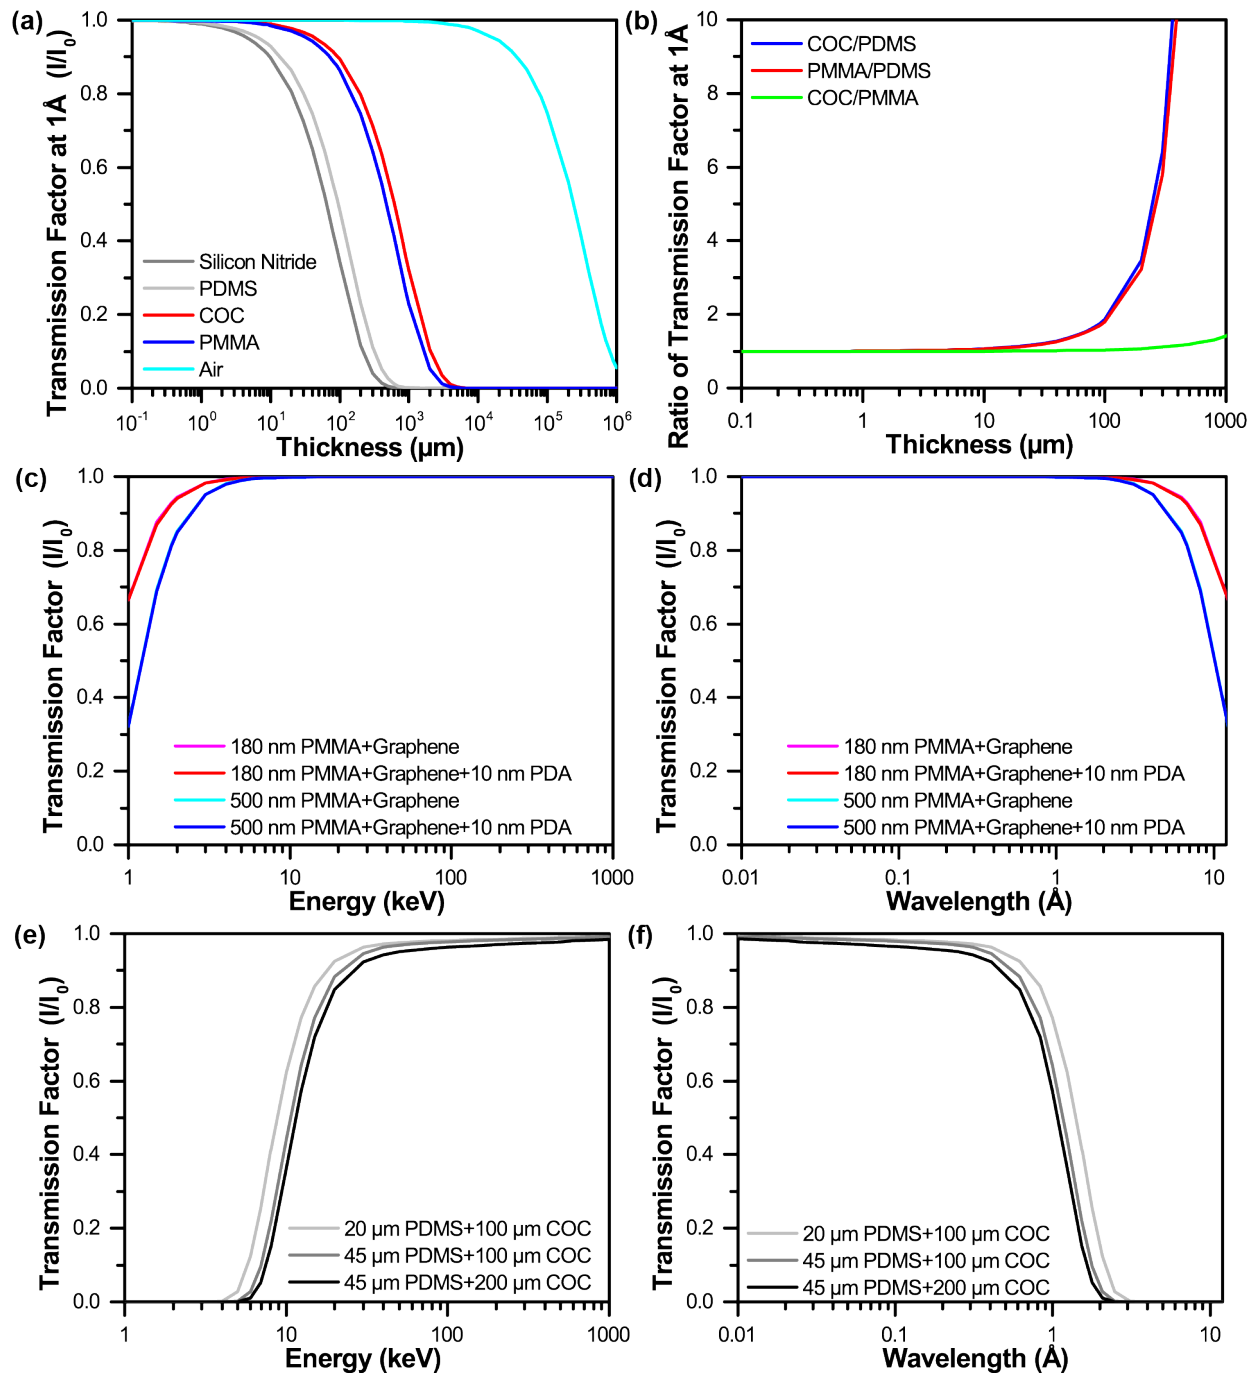 (a)
Transmission Factor at 1Å (I/I0)
1.0
0.8
0.6
0.4
0.2
0.0
Silicon Nitride
PDMS
COC
PMMA
Air
10-1
100
101
102
103
104
105
106
Thickness (µm)
(b)
Ratio of Transmission Factor at 1Å
10
8
6
4
2
0
COC/PDMS
PMMA/PDMS
COC/PMMA
0.1
1
10
100
1000
Thickness (µm)
(c)
Transmission Factor (I/I0)
1.0
0.8
0.6
0.4
0.2
0.0
180 nm PMMA+Graphene
180 nm PMMA+Graphene+10 nm PDA
500 nm PMMA+Graphene
500 nm PMMA+Graphene+10 nm PDA
1
10
100
1000
Energy (keV)
(d)
Transmission Factor (I/I0)
1.0
0.8
0.6
0.4
0.2
0.0
180 nm PMMA+Graphene
180 nm PMMA+Graphene+10 nm PDA
500 nm PMMA+Graphene
500 nm PMMA+Graphene+10 nm PDA
0.01
0.1
1
10
Wavelength (Å)
(e)
Transmission Factor (I/I0)
1.0
0.8
0.6
0.4
0.2
0.0
20 µm PDMS+100 µm COC
45 µm PDMS+100 µm COC
45 µm PDMS+200 µm COC
1
10
100
1000
Energy (keV)
(f)
Transmission Factor (I/I0)
1.0
0.8
0.6
0.4
0.2
0.0
20 µm PDMS+100 µm COC
45 µm PDMS+100 µm COC
45 µm PDMS+200 µm COC
0.01
0.1
1
10
Wavelength (Å)